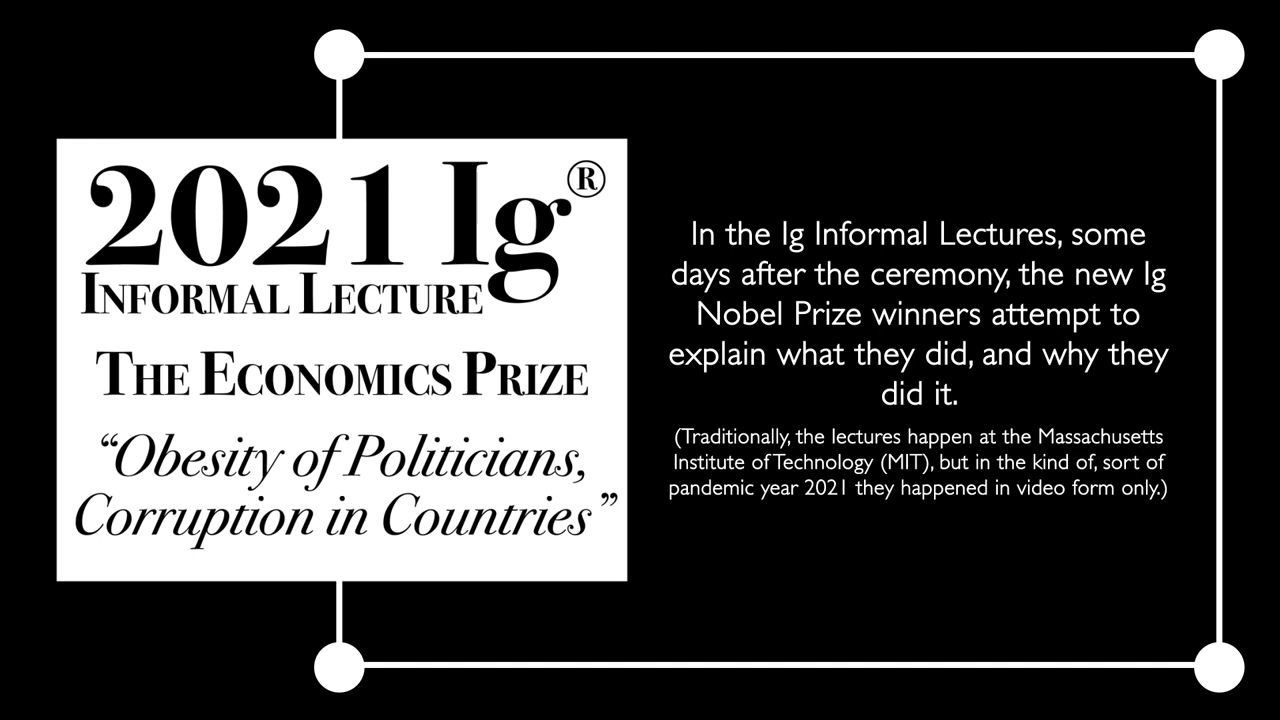 2021 Ig®
INFORMAL LECTURE
THE ECONOMICS PRIZE
“Obesity of Politicians,
Corruption in Countries”
In the Ig Informal Lectures, some
days after the ceremony, the new Ig
Nobel Prize winners attempt to
explain what they did, and why they
did it.
(Traditionally, the lectures happen at the Massachusetts
Institute of Technology (MIT), but in the kind of, sort of
pandemic year 2021 they happened in video form only.)